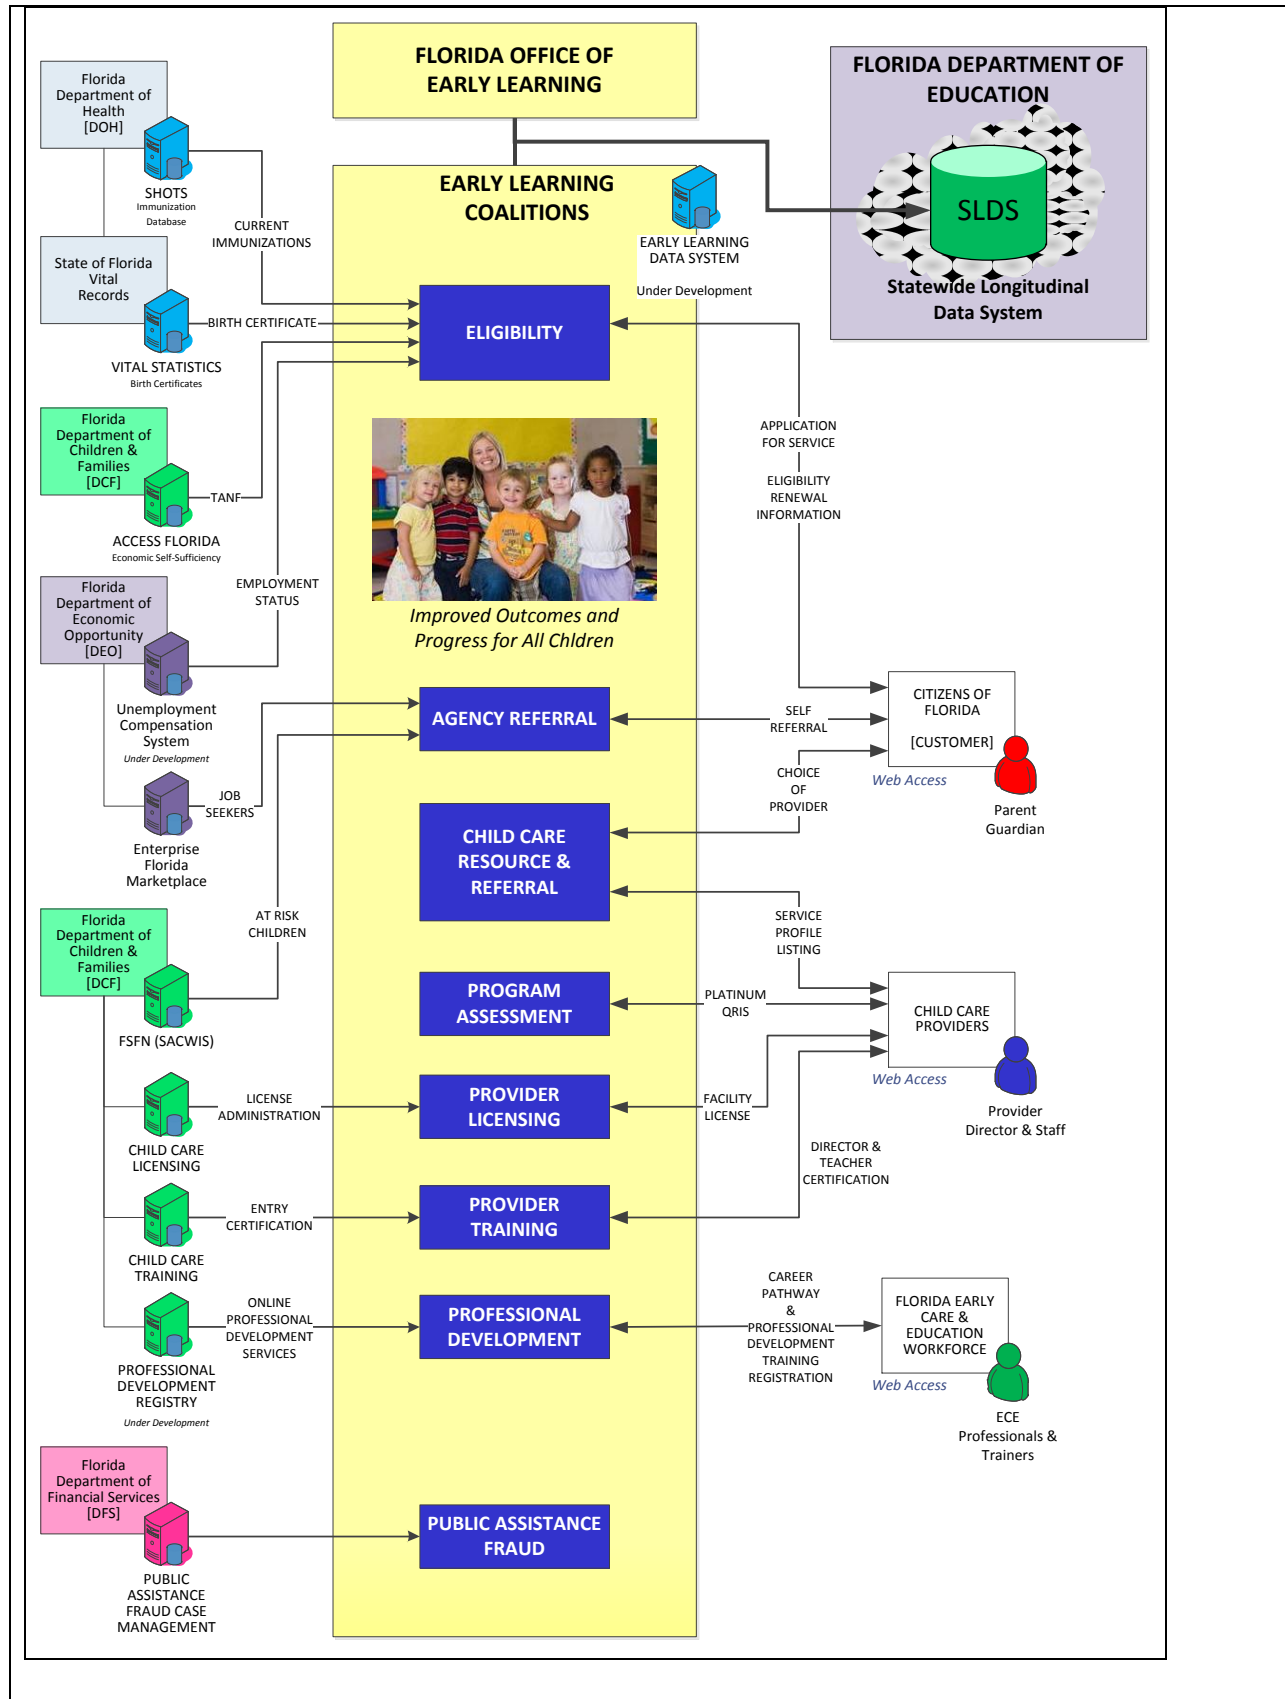 FLORIDA OFFICE OF
EARLY LEARNING
FLORIDA DEPARTMENT OF
EDUCATION
SLDS
Statewide Longitudinal
Data System
Florida
Department of
Health
[DOH]
SHOTS
Immunization
Database
State of Florida
Vital
Records
VITAL STATISTICS
Birth Certificates
Florida
Department of
Children &
Families
[DCF]
ACCESS FLORIDA
Economic Self-Sufficiency
Florida
Department of
Economic
Opportunity
[DEO]
Unemployment
Compensation
System
Under Development
Enterprise
Florida
Marketplace
Florida
Department of
Children &
Families
[DCF]
FSFN (SACWIS)
CHILD CARE
LICENSING
CHILD CARE
TRAINING
PROFESSIONAL
DEVELOPMENT
REGISTRY
Under Development
Florida
Department of
Financial Services
[DFS]
PUBLIC
ASSISTANCE
FRAUD CASE
MANAGEMENT
CURRENT
IMMUNIZATIONS
BIRTH CERTIFICATE
TANF
EMPLOYMENT
STATUS
JOB
SEEKERS
AT RISK
CHILDREN
LICENSE
ADMINISTRATION
ENTRY
CERTIFICATION
ONLINE
PROFESSIONAL
DEVELOPMENT
SERVICES
EARLY LEARNING
COALITIONS
EARLY LEARNING
DATA SYSTEM
Under Development
ELIGIBILITY
Improved Outcomes and
Progress for All Chldren
AGENCY REFERRAL
CHILD CARE
RESOURCE &
REFERRAL
PROGRAM
ASSESSMENT
PROVIDER
LICENSING
PROVIDER
TRAINING
PROFESSIONAL
DEVELOPMENT
PUBLIC ASSISTANCE
FRAUD
APPLICATION
FOR SERVICE
ELIGIBILITY
RENEWAL
INFORMATION
SELF
REFERRAL
CHOICE
OF
PROVIDER
SERVICE
PROFILE
LISTING
PLATINUM
QRIS
FACILITY
LICENSE
DIRECTOR &
TEACHER
CERTIFICATION
CAREER
PATHWAY
&
PROFESSIONAL
DEVELOPMENT
TRAINING
REGISTRATION
CITIZENS OF
FLORIDA
[CUSTOMER]
Web Access
Parent
Guardian
CHILD CARE
PROVIDERS
Web Access
Provider
Director & Staff
FLORIDA EARLY
CARE &
EDUCATION
WORKFORCE
Web Access
ECE
Professionals &
Trainers